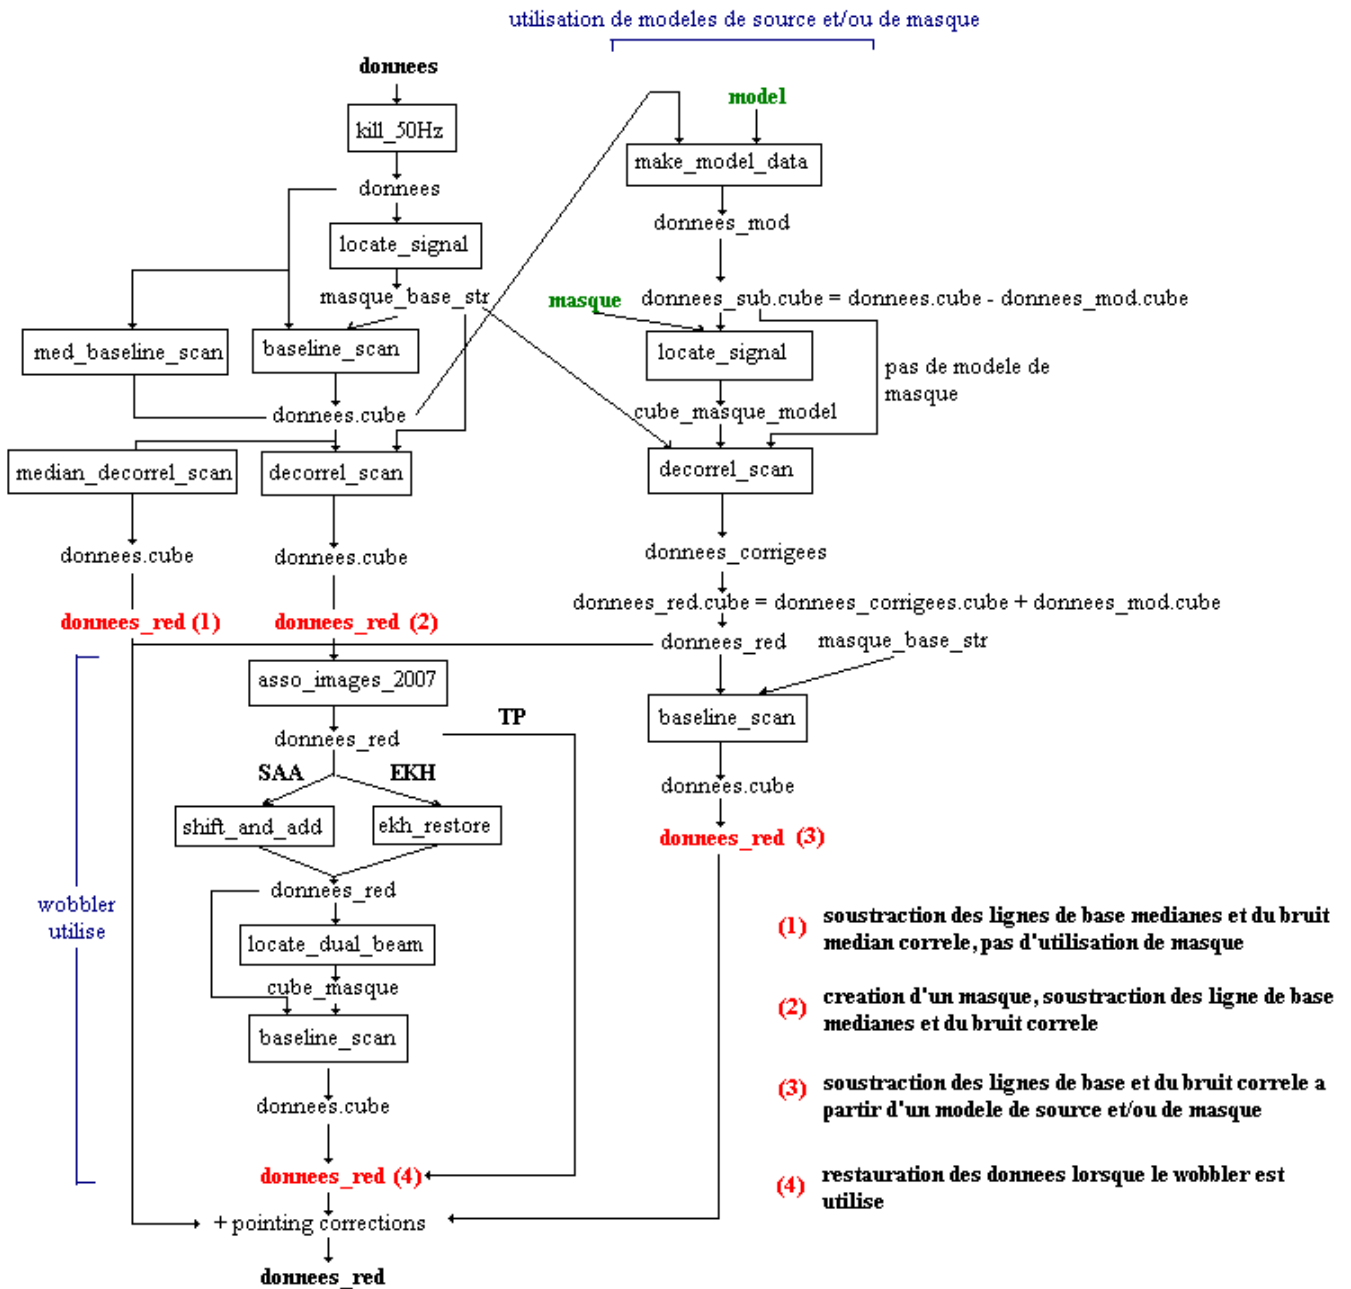 utilisation de modeles de source et/ou de masque
donnees
model
kill_50Hz
make_model_data
donnees
donnees_mod
locate_signal
masque_base_str
masque
donnees_sub.cube = donnees.cube - donnees_mod.cube
med_baseline_scan
baseline_scan
locate_signal
pas de modele de
masque
donnees.cube
cube_masque_model
median_decorrel_scan
decorrel_scan
decorrel_scan
donnees.cube
donnees.cube
donnees_corrigees
donnees_red.cube = donnees_corrigees.cube + donnees_mod.cube
donnees_red (1)
donnees_red (2)
donnees_red
masque_base_str
asso_images_2007
baseline_scan
TP
donnees_red
SAA
EKH
donnees.cube
shift_and_add
ekh_restore
donnees_red (3)
donnees_red
wobbler
utilise
locate_dual_beam
cube_masque
baseline_scan
donnees.cube
donnees_red (4)
+ pointing corrections
donnees_red
(1) soustraction des lignes de base medianes et du bruit
median correle, pas d'utilisation de masque
(2) creation d'un masque, soustraction des ligne de base
medianes et du bruit correle
(3) soustraction des lignes de base et du bruit correle a
partir d'un modele de source et/ou de masque
(4) restauration des donnees lorsque le wobbler est
utilise